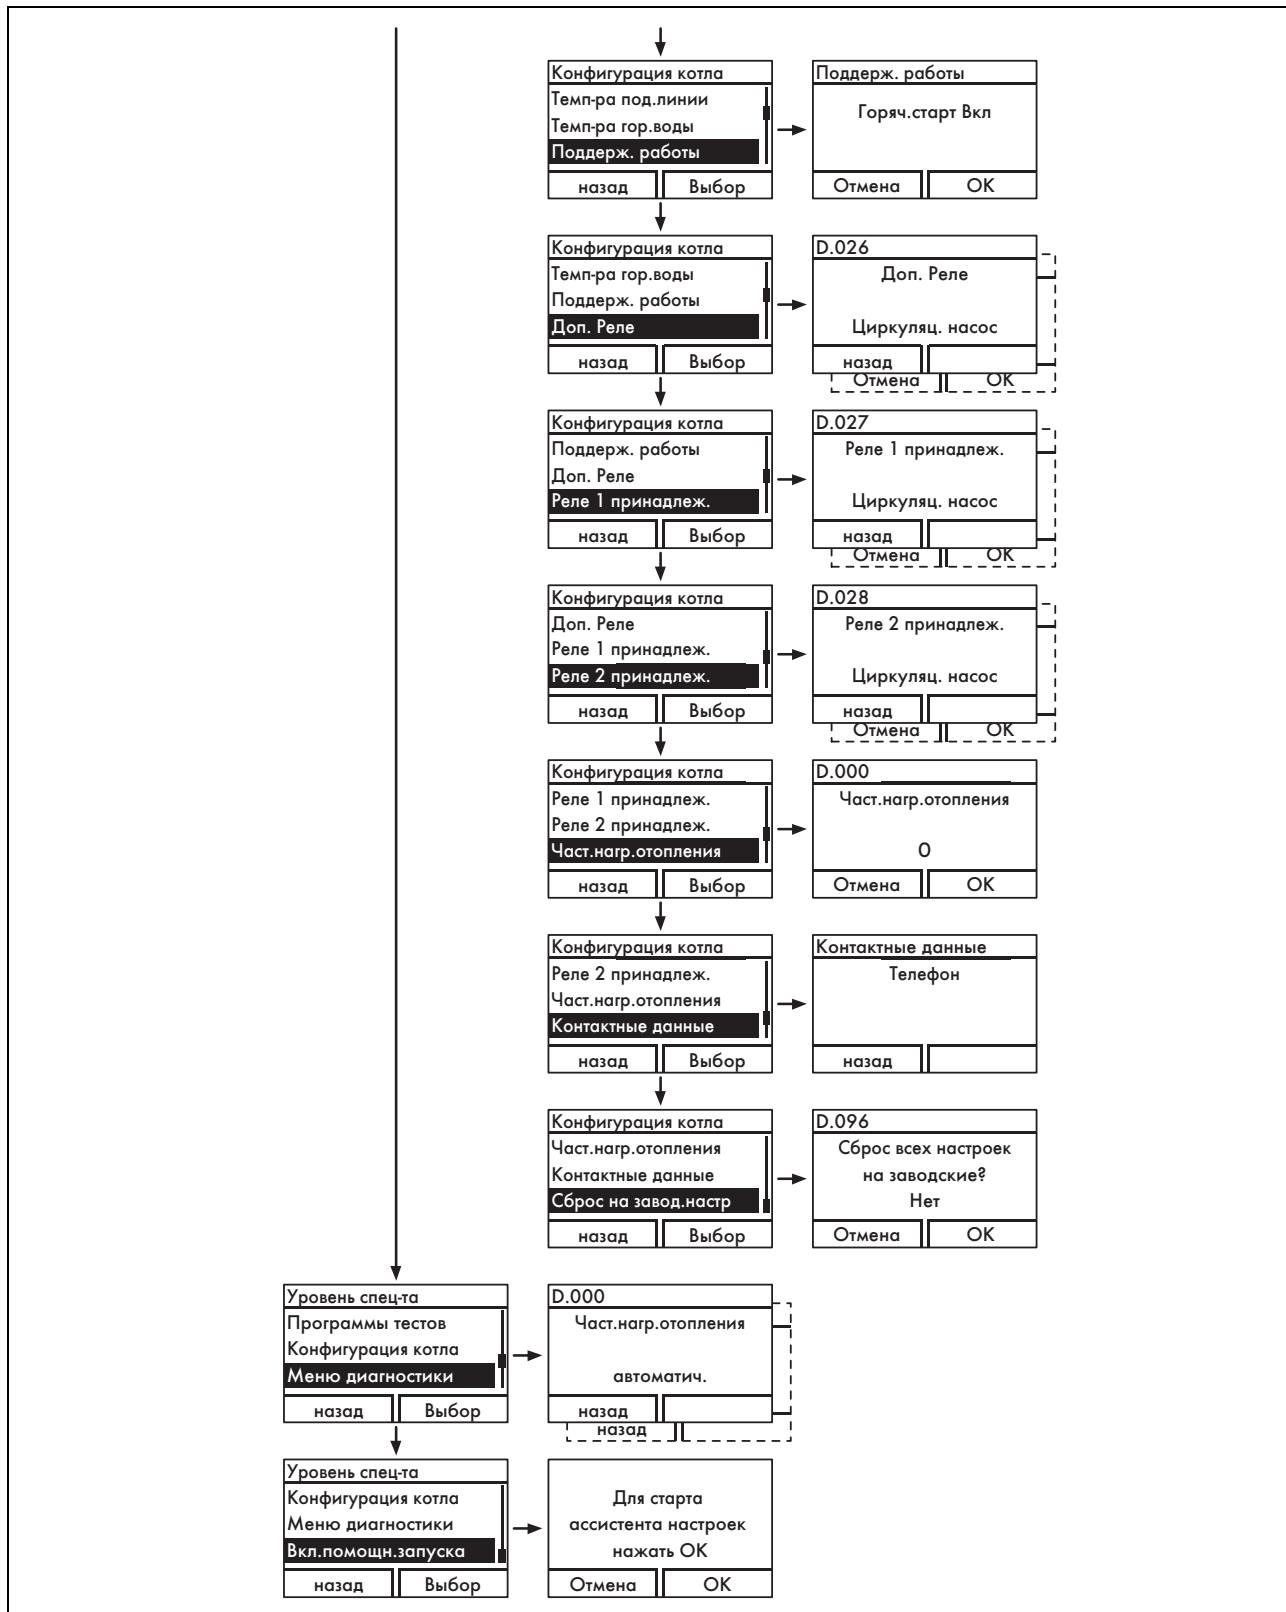 Конфигурация котла
Темп-ра под.линии
Темп-ра гор.воды
Поддерж. работы
назад Выбор
Поддерж. работы
Горяч.старт Вкл
Отмена OK
Конфигурация котла
Темп-ра гор.воды
Поддерж. работы
Доп. Реле
назад Выбор
D.026
Доп. Реле
Циркуляц. насос
назад
Отмена OK
Конфигурация котла
Поддерж. работы
Доп. Реле
Реле 1 принадлеж.
назад Выбор
D.027
Реле 1 принадлеж.
Циркуляц. насос
назад
Отмена OK
Конфигурация котла
Доп. Реле
Реле 1 принадлеж.
Реле 2 принадлеж.
назад Выбор
D.028
Реле 2 принадлеж.
Циркуляц. насос
назад
Отмена OK
Конфигурация котла
Реле 1 принадлеж.
Реле 2 принадлеж.
Част.нагр.отопления
назад Выбор
D.000
Част.нагр.отопления
0
Отмена OK
Конфигурация котла
Реле 2 принадлеж.
Част.нагр.отопления
Контактные данные
назад Выбор
Контактные данные
Телефон
назад
Конфигурация котла
Част.нагр.отопления
Контактные данные
Сброс на завод.настр
назад Выбор
D.096
Сброс всех настроек
на заводские?
Нет
Отмена OK
Уровень спец-та
Программы тестов
Конфигурация котла
Меню диагностики
назад Выбор
D.000
Част.нагр.отопления
автоматич.
назад
назад
Уровень спец-та
Конфигурация котла
Меню диагностики
Вкл.помощн.запуска
назад Выбор
Для старта
ассистента настроек
нажать OK
Отмена OK